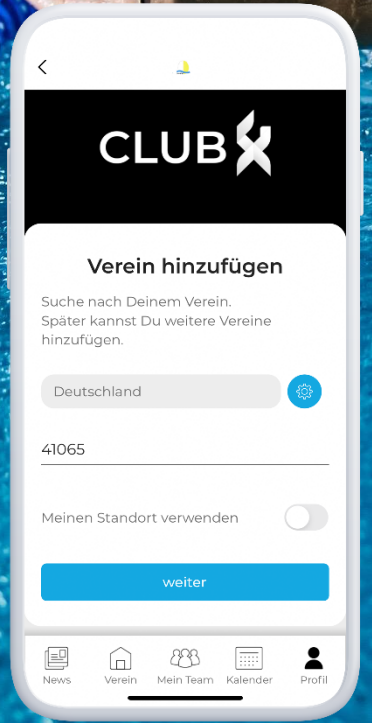 CLUB
Verein hinzufügen
Suche nach Deinem Verein.
Später kannst Du weitere Vereine
hinzufügen.
Deutschland
41065
Meinen Standort verwenden
weiter
News Verein Mein Team Kalender Profil